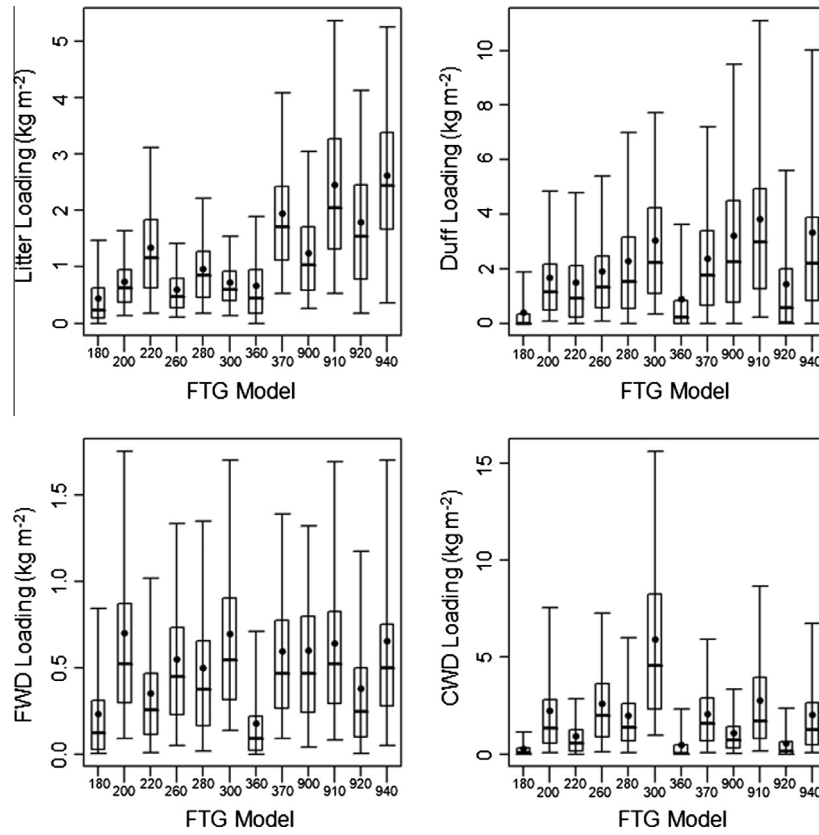 Litter Loading (kg m-2)
0 1 2 3 4 5
180 200 220 260 280 300 360 370 900 910 920 940
FTG Model
Duff Loading (kg m-2)
0 2 4 6 8 10
180 200 220 260 280 300 360 370 900 910 920 940
FTG Model
FWD Loading (kg m-2)
0.0 0.5 1.0 1.5
180 200 220 260 280 300 360 370 900 910 920 940
FTG Model
CWD Loading (kg m-2)
0 5 10 15
180 200 220 260 280 300 360 370 900 910 920 940
FTG Model